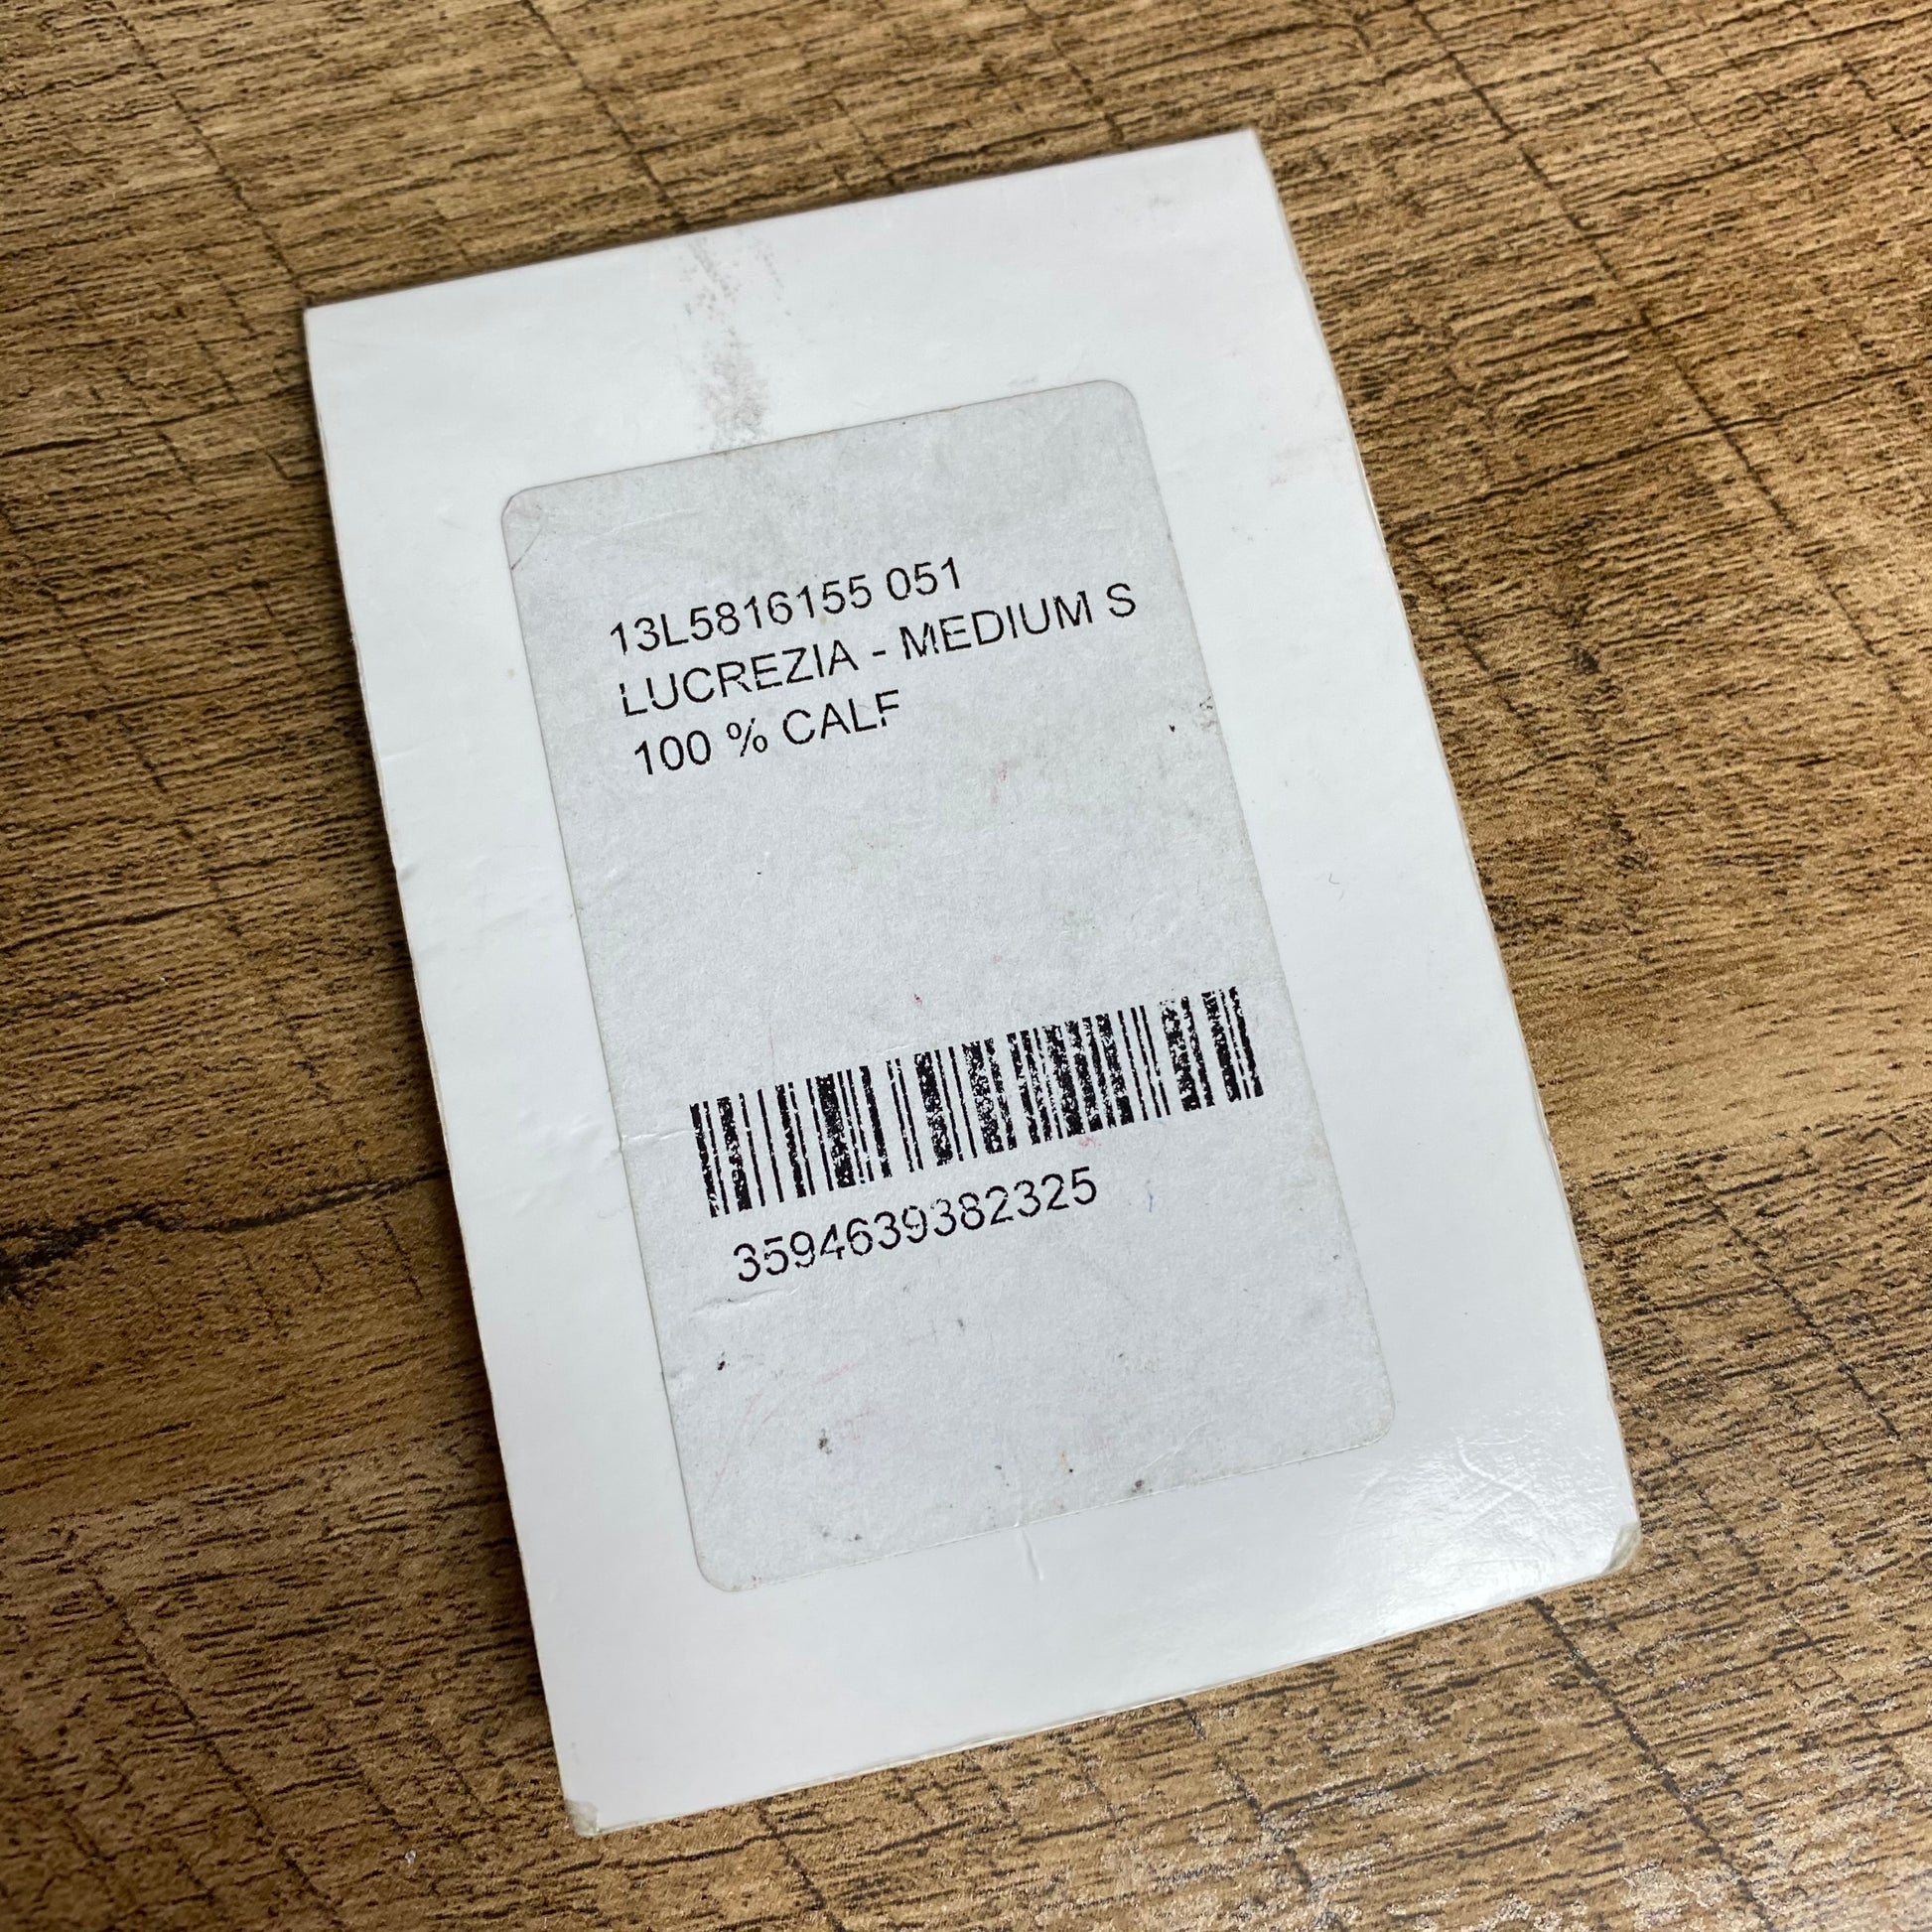 13L5816155 051
LUCREZIA - MEDIUM S
100 % CALF
3594639382325